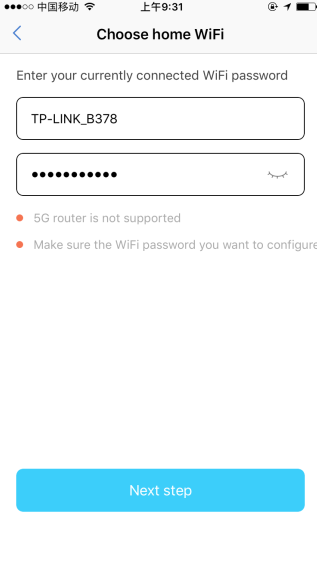 中国移动 上午9:31
Choose home WiFi
Enter your currently connected WiFi password
TP-LINK_B378
5G router is not supported
Make sure the WiFi password you want to configure
Next step